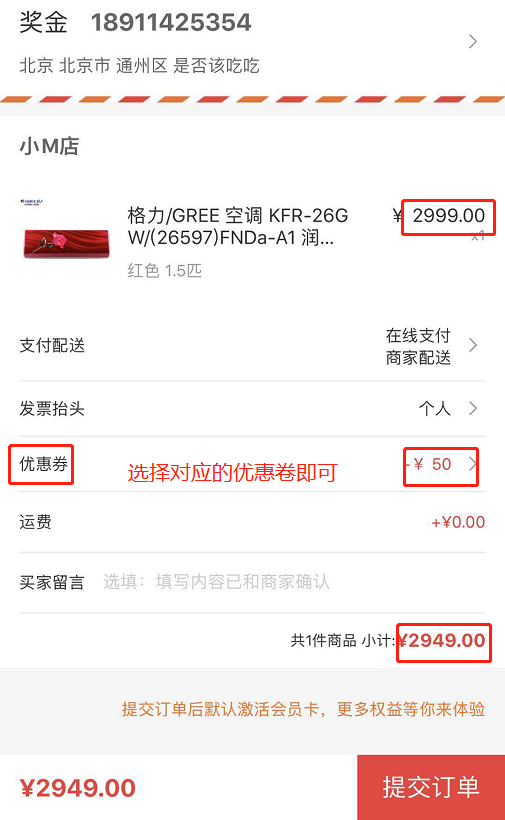 奖金 18911425354
北京 北京市 通州区 是否该吃吃
小M店
格力/GREE 空调 KFR-26G
W/(26597)FNDa-A1 润...
¥ 2999.00
x1
红色 1.5匹
支付配送
在线支付
商家配送
发票抬头
个人
优惠券
选择对应的优惠卷即可
-¥ 50
运费
+¥0.00
买家留言
选填：填写内容已和商家确认
共1件商品 小计:¥2949.00
提交订单后默认激活会员卡，更多权益等你来体验
¥2949.00
提交订单